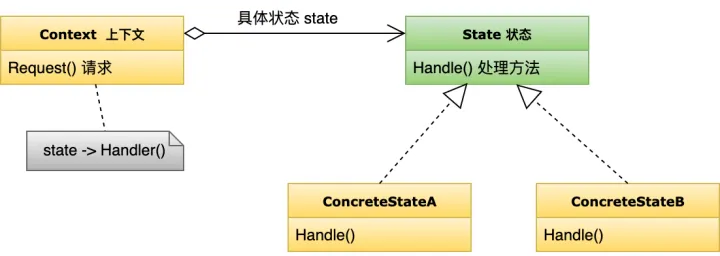 具体状态 state
Context 上下文
Request() 请求
State 状态
Handle() 处理方法
state -> Handler()
ConcreteStateA
Handle()
ConcreteStateB
Handle()